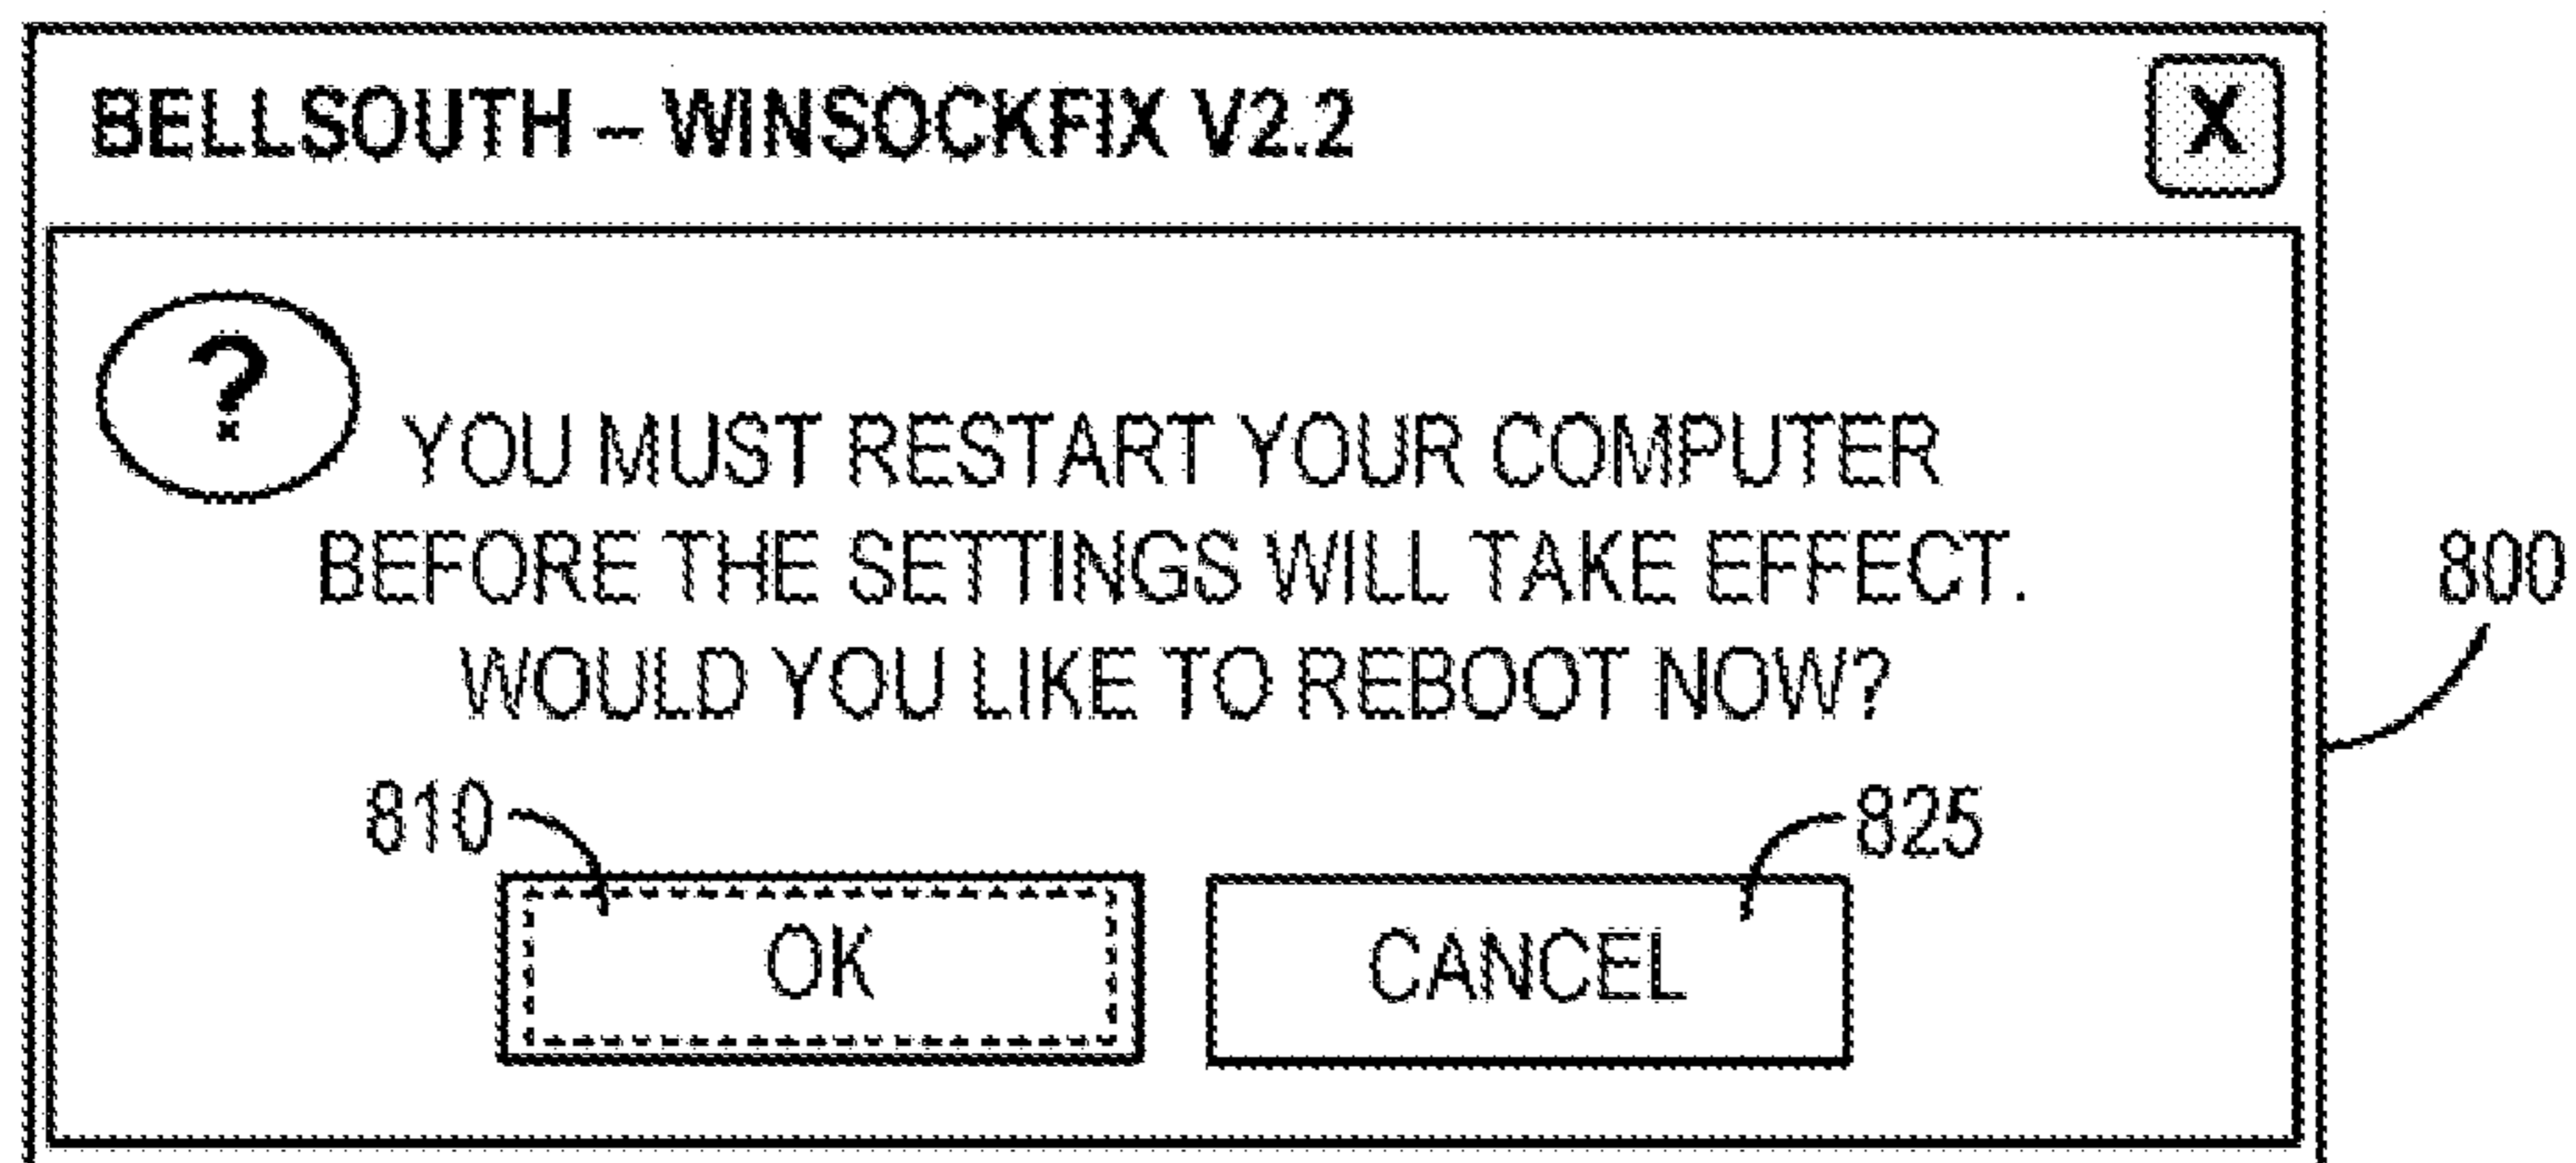 BELLSOUTH – WINSOCKFIX V2.2 X
?
YOU MUST RESTART YOUR COMPUTER
BEFORE THE SETTINGS WILL TAKE EFFECT.
800
WOULD YOU LIKE TO REBOOT NOW?
810 825
OK CANCEL